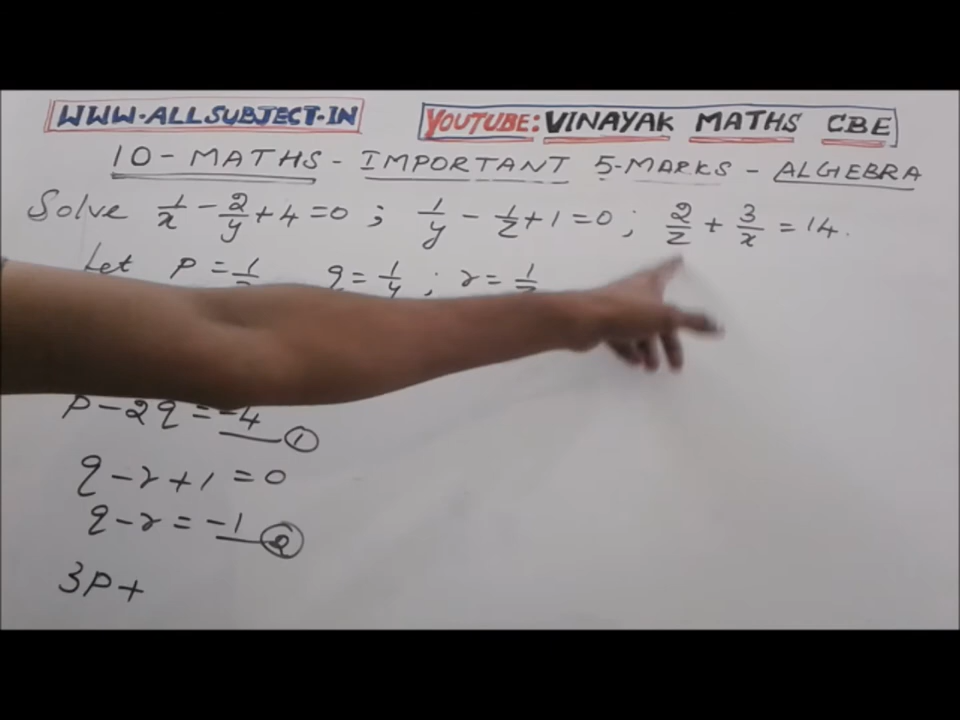 WWW.ALLSUBJECT.IN
YOUTUBE: VINAYAK MATHS CBE
10 - MATHS - IMPORTANT 5-MARKS - ALGEBRA
Solve 1/x - 2/y + 4 = 0 ; 1/y - 1/z + 1 = 0 ; 2/z + 3/x = 14.
Let P = 1/ q = 1/y ; r = 1/z
P - 2q = -4 ①
q - r + 1 = 0
q - r = -1 ②
3P +